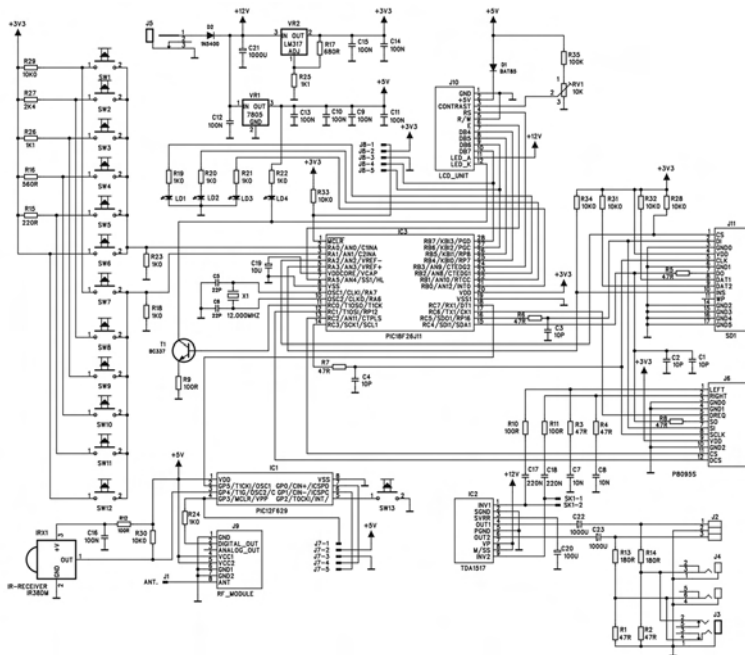 +3V3
R29
10K0
R27
2K4
R26
1K1
R16
560R
R15
220R
SW1
SW2
SW3
SW4
SW5
SW6
SW7
SW8
SW9
SW10
SW11
SW12
R23
1K0
R18
1K0
J5
D2
1N5400
+12V
C21
1000U
VR2
IN OUT
LM317
ADJ
R17
680R
R25
1K1
C15
100N
C14
100N
+3V3
+5V
VR1
IN OUT
7805
GND
C12
100N
C13
100N
C10
100N
C9
100N
C11
100N
+5V
D1
BAT85
R35
100K
RV1
10K
J10
GND
+5V
CONTRAST
RS
R/W
E
DB4
DB5
DB6
DB7
LED_A
LED_K
LCD_UNIT
+12V
J8-1
J8-2
J8-3
J8-4
J8-5
+3V3
R19
1K0
R20
1K0
R21
1K0
R22
1K0
LD1
LD2
LD3
LD4
+3V3
R33
10K0
IC3
MCLR
RA0/AN0/C1INA
RA1/AN1/C2INA
RA2/AN2/VREF-
RA3/AN3/VREF+
VDDCORE/VCAP
RA5/AN4/SS1/HL
VSS
OSC1/CLKI/RA7
OSC2/CLKO/RA6
RC0/T1OSO/T1CK
RC1/T1OSI/RP12
RC2/AN11/CTPLS
RC3/SCK1/SCL1
RB7/KBI3/PGD
RB6/KBI2/PGC
RB5/KBI1/RP8
RB4/KBI0/RP7
RB3/AN9/CTEDG2
RB2/AN8/CTEDG1
RB1/AN10/RTCC
RB0/AN12/INT0
VDD
VSS1
RC7/RX1/DT1
RC6/TX1/CK1
RC5/SDO1/RP16
RC4/SDI1/SDA1
PIC18F26J11
C19
10U
22P
22P
X1
12,000MHZ
T1
BC337
R9
100R
R7
47R
C4
10P
R6
47R
C3
10P
+3V3
+3V3
R34
10K0
R31
10K0
R32
10K0
R28
10K0
J11
CS
DI
GND0
VDD
CLK
GND1
DO
DAT1
DAT2
INS
WP
GND2
GND3
GND4
GND5
SD1
R5
47R
C2
10P
C1
10P
+3V3
J6
LEFT
RIGHT
GND0
GND1
DREQ
SO
SI
SCLK
VDD
GND2
CS
DCS
P8095S
R8
47R
R10
100R
R11
100R
R3
47R
R4
47R
C17
220N
C18
220N
C7
10N
C8
10N
+12V
IC2
INV1
SGND
SVRR
OUT1
PGND
OUT2
VP
M/SS
INV2
TDA1517
SK1-1
SK1-2
C20
100U
C22
1000U
C23
1000U
J2
R13
180R
R14
180R
J4
J3
R1
47R
R2
47R
+5V
IC1
VDD
GP5/T1CKI/OSC1
GP4/T1G/OSC2/C
GP3/MCLR/VPP
VSS
GP0/CIN+/ICSPD
GP1/CIN-/ICSPC
GP2/T0CKI/INT/
PIC12F629
SW13
R24
1K0
J9
GND
DIGITAL_OUT
ANALOG_OUT
VCC1
VCC2
GND1
GND2
ANT
RF_MODULE
J7-1
J7-2
J7-3
J7-4
J7-5
+5V
J1
ANT.
R12
100R
R30
10K0
C16
100N
IRX1
+V
OUT
GND
IR-RECEIVER
IR38DM